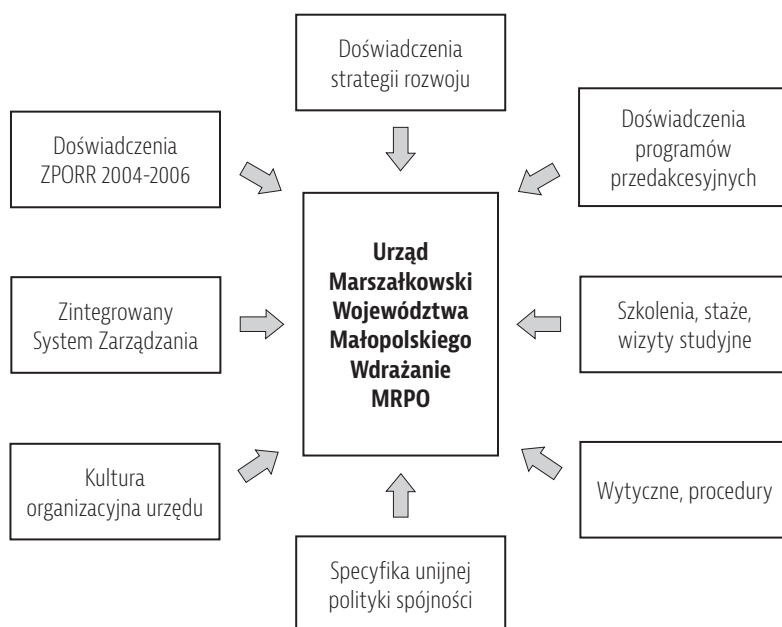 Doświadczenia
strategii rozwoju
Doświadczenia
ZPORR 2004-2006
Doświadczenia
programów
przedakcesyjnych
Urząd
Marszałkowski
Województwa
Małopolskiego
Wdrażanie
MRPO
Zintegrowany
System Zarządzania
Szkolenia, staże,
wizyty studyjne
Kultura
organizacyjna urzędu
Wytyczne, procedury
Specyfika unijnej
polityki spójności